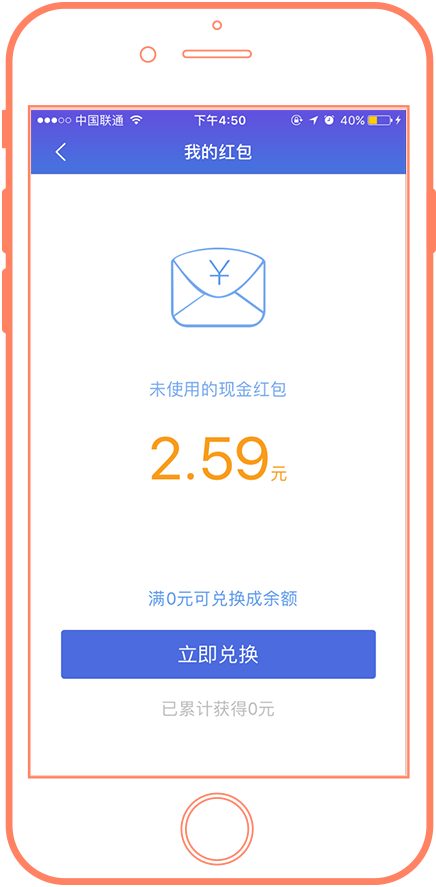 中国联通 下午4:50 40%
我的红包
¥
未使用的现金红包
2.59元
满0元可兑换成余额
立即兑换
已累计获得0元